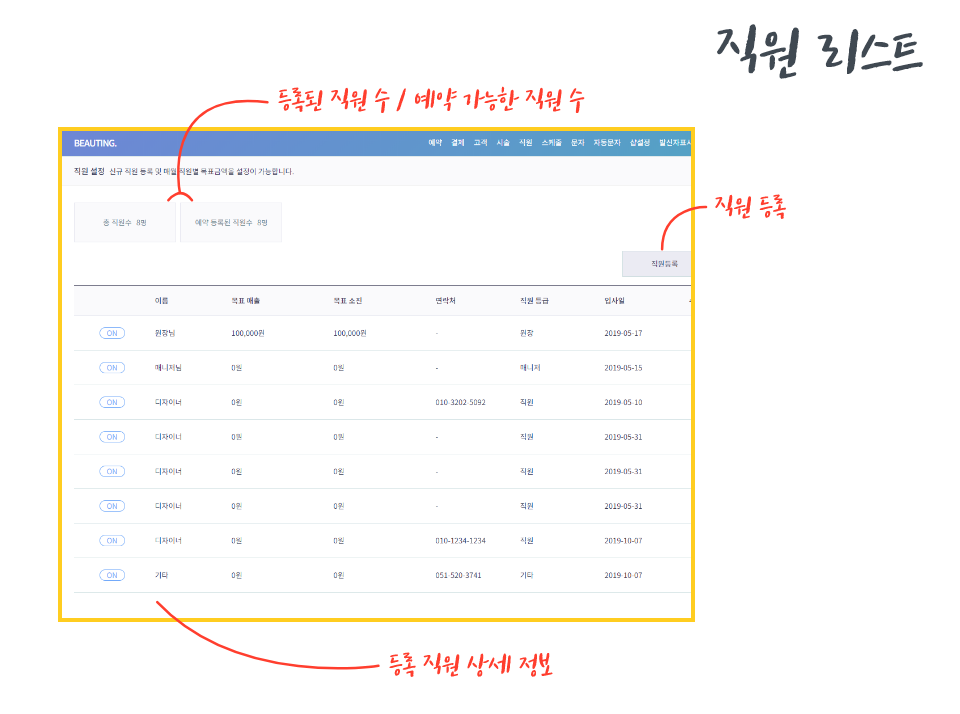 직원 리스트
등록된 직원 수 / 예약 가능한 직원 수
BEAUTING. 예약 결제 고객 시술 직원 스케줄 문자 자동문자 샵설정 발신자표시
직원 설정 신규 직원 등록 및 매월 직원별 목표금액을 설정이 가능합니다.
총 직원수 8명 예약 등록된 직원수 8명
직원 등록
직원등록
이름 목표 매출 목표 소진 연락처 직원 등급 입사일
ON 원장님 100,000원 100,000원 - 원장 2019-05-17
ON 매니저님 0원 0원 - 매니저 2019-05-15
ON 디자이너 0원 0원 010-3202-5092 직원 2019-05-10
ON 디자이너 0원 0원 - 직원 2019-05-31
ON 디자이너 0원 0원 - 직원 2019-05-31
ON 디자이너 0원 0원 - 직원 2019-05-31
ON 디자이너 0원 0원 010-1234-1234 직원 2019-10-07
ON 기타 0원 0원 051-520-3741 기타 2019-10-07
등록 직원 상세 정보